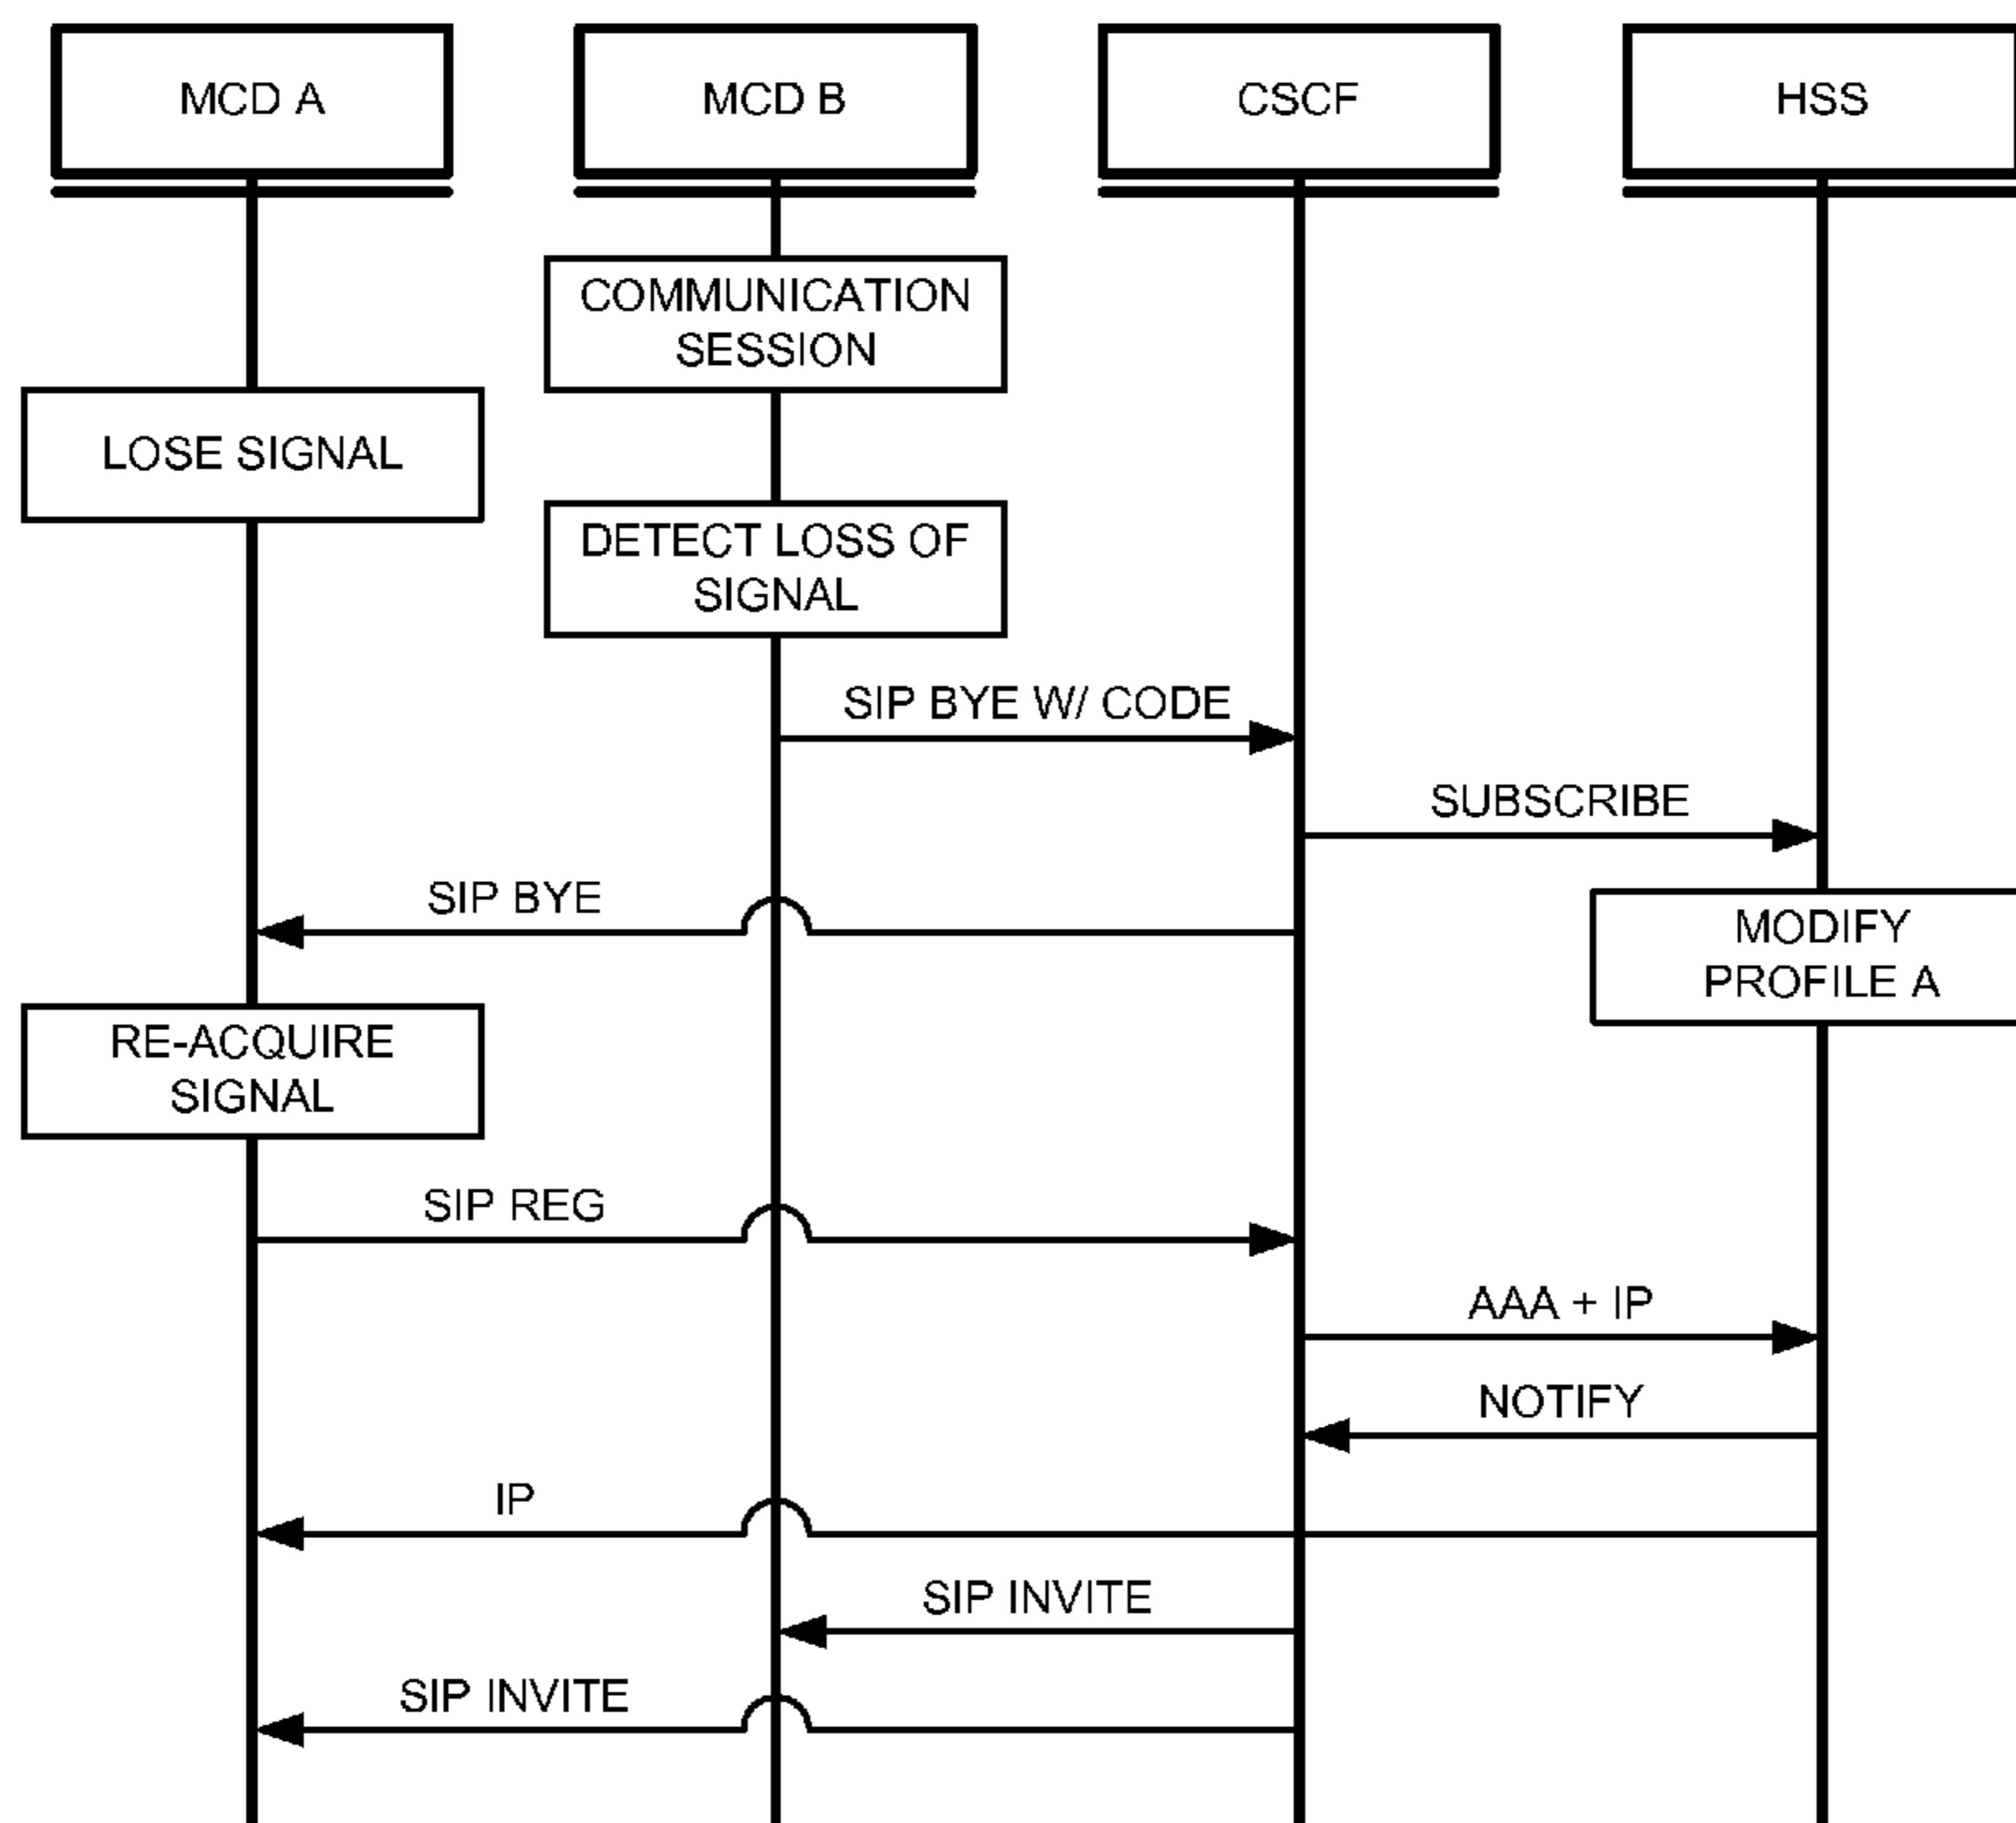 MCD A
MCD B
CSCF
HSS
COMMUNICATION
SESSION
LOSE SIGNAL
DETECT LOSS OF
SIGNAL
SIP BYE W/ CODE
SUBSCRIBE
SIP BYE
MODIFY
PROFILE A
RE-ACQUIRE
SIGNAL
SIP REG
AAA + IP
NOTIFY
IP
SIP INVITE
SIP INVITE